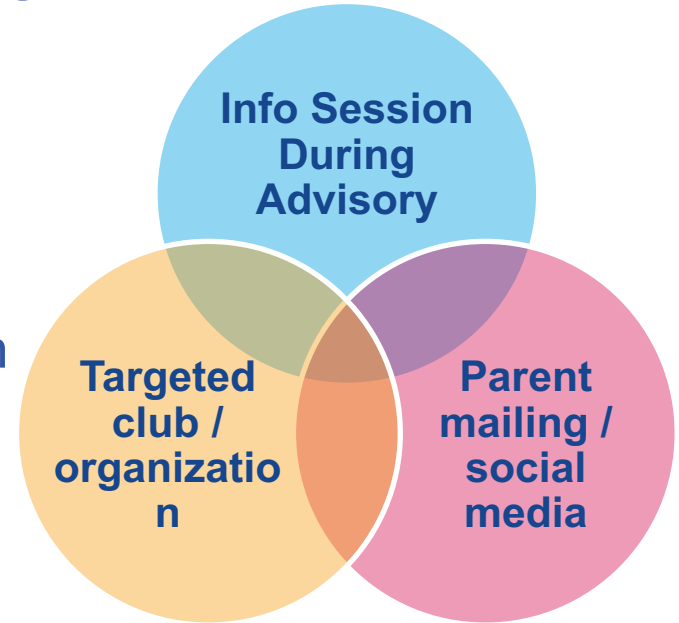 Info Session
During
Advisory
Targeted
club /
organizatio
n
Parent
mailing /
social
media